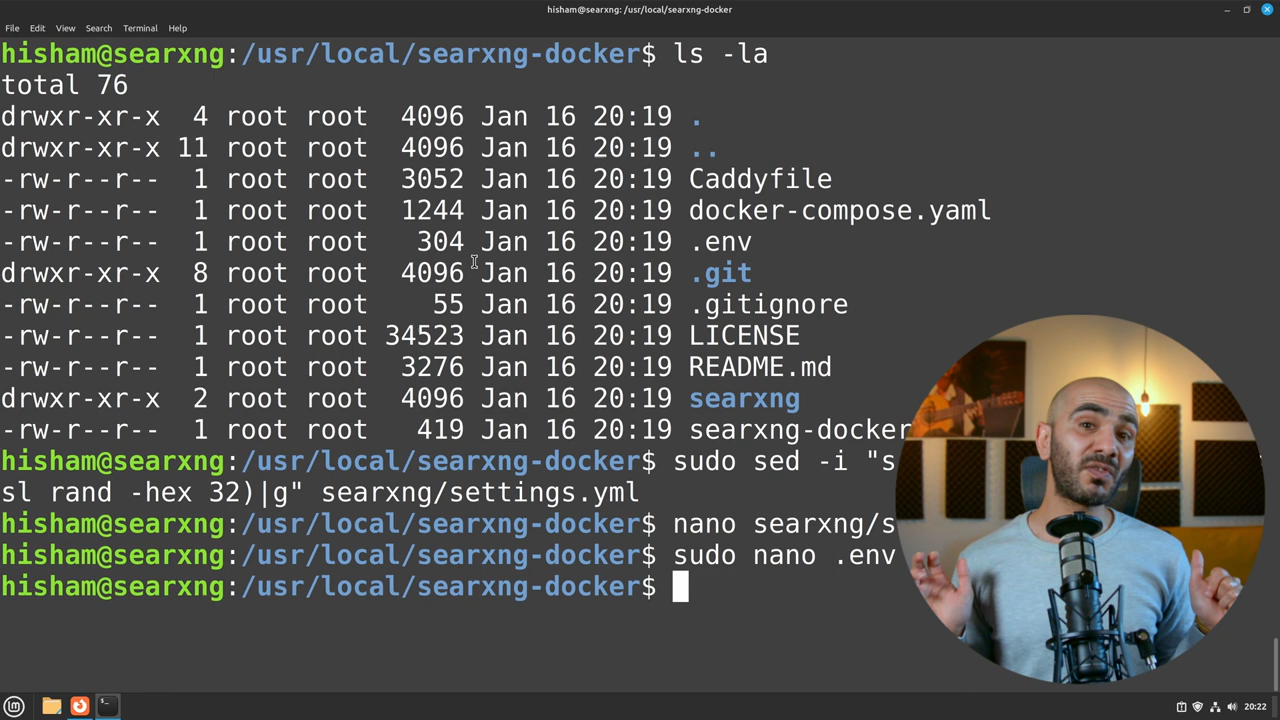 hisham@searxng: /usr/local/searxng-docker
File Edit View Search Terminal Help
hisham@searxng:/usr/local/searxng-docker$ ls -la
total 76
drwxr-xr-x 4 root root 4096 Jan 16 20:19 .
drwxr-xr-x 11 root root 4096 Jan 16 20:19 ..
-rw-r--r-- 1 root root 3052 Jan 16 20:19 Caddyfile
-rw-r--r-- 1 root root 1244 Jan 16 20:19 docker-compose.yaml
-rw-r--r-- 1 root root 304 Jan 16 20:19 .env
drwxr-xr-x 8 root root 4096 Jan 16 20:19 .git
-rw-r--r-- 1 root root 55 Jan 16 20:19 .gitignore
-rw-r--r-- 1 root root 34523 Jan 16 20:19 LICENSE
-rw-r--r-- 1 root root 3276 Jan 16 20:19 README.md
drwxr-xr-x 2 root root 4096 Jan 16 20:19 searxng
-rw-r--r-- 1 root root 419 Jan 16 20:19 searxng-docker
hisham@searxng:/usr/local/searxng-docker$ sudo sed -i "s
sl rand -hex 32)|g" searxng/settings.yml
hisham@searxng:/usr/local/searxng-docker$ nano searxng/s
hisham@searxng:/usr/local/searxng-docker$ sudo nano .env
hisham@searxng:/usr/local/searxng-docker$
20:22